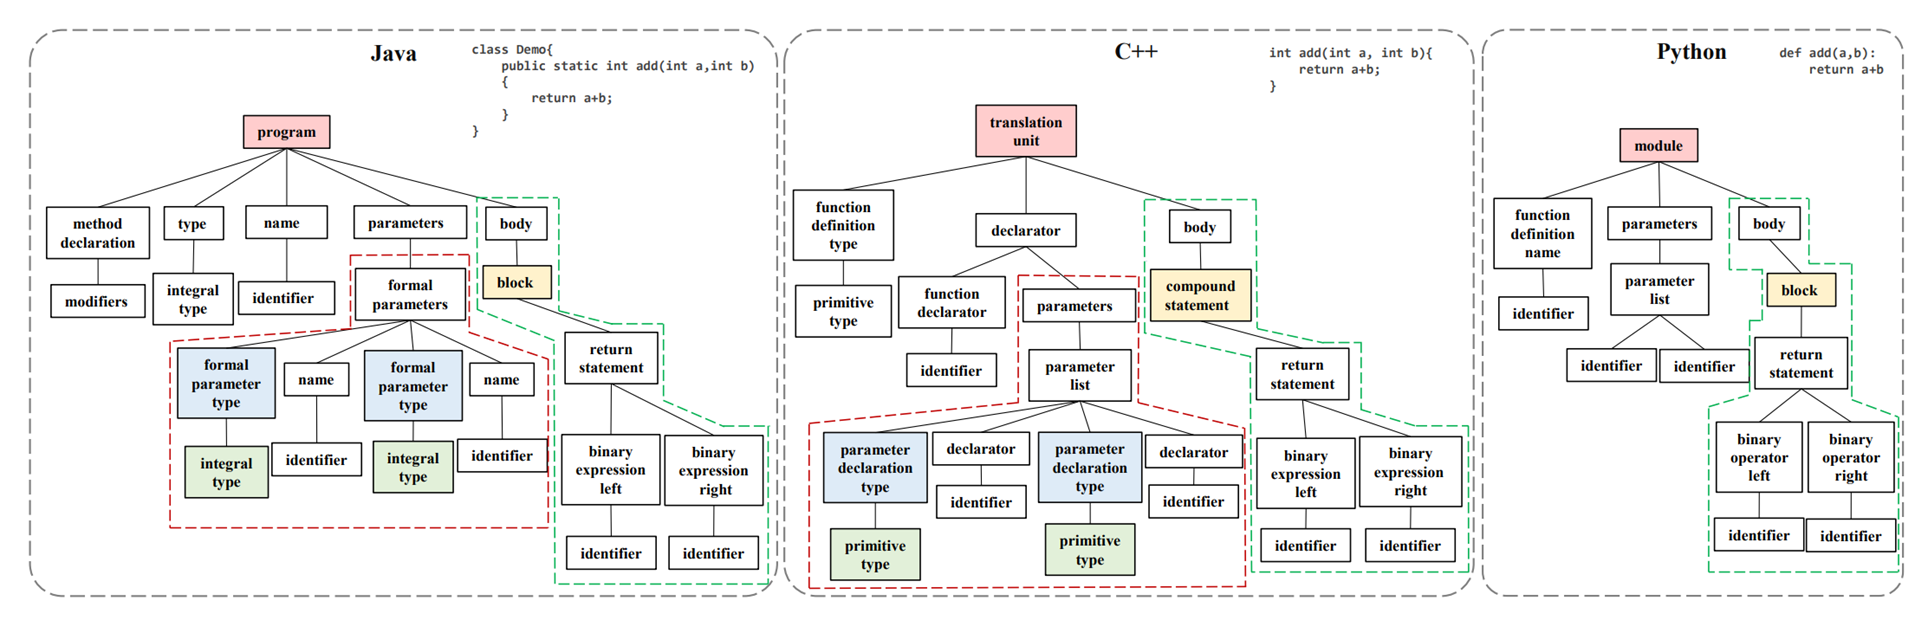 Java
class Demo{
public static int add(int a,int b)
{
return a+b;
}
}
program
method
declaration
type
name
parameters
body
modifiers
integral
type
identifier
formal
parameters
block
formal
parameter
type
name
formal
parameter
type
name
return
statement
integral
type
identifier
integral
type
identifier
binary
expression
left
binary
expression
right
identifier
identifier
C++
int add(int a, int b){
return a+b;
}
translation
unit
function
definition
type
declarator
body
primitive
type
function
declarator
parameters
compound
statement
identifier
parameter
list
return
statement
parameter
declaration
type
declarator
parameter
declaration
type
declarator
binary
expression
left
binary
expression
right
primitive
type
identifier
primitive
type
identifier
identifier
identifier
Python
def add(a,b):
return a+b
module
function
definition
name
parameters
body
identifier
parameter
list
block
identifier
identifier
return
statement
binary
operator
left
binary
operator
right
identifier
identifier